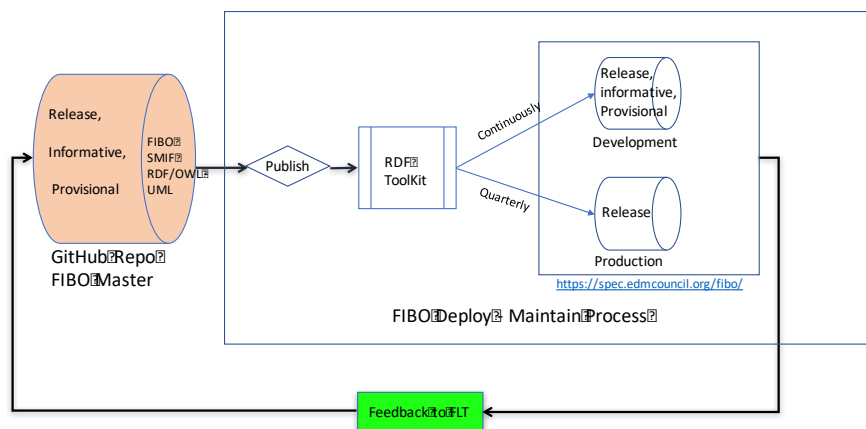 Release,
Informative,
Provisional
FIBO
SMIF
RDF/OWL
UML
GitHub Repo
FIBO Master
Publish
RDF
ToolKit
Continuously
Quarterly
Release,
informative,
Provisional
Development
Release
Production
https://spec.edmcouncil.org/fibo/
FIBO Deploy - Maintain Process
Feedback to FLT